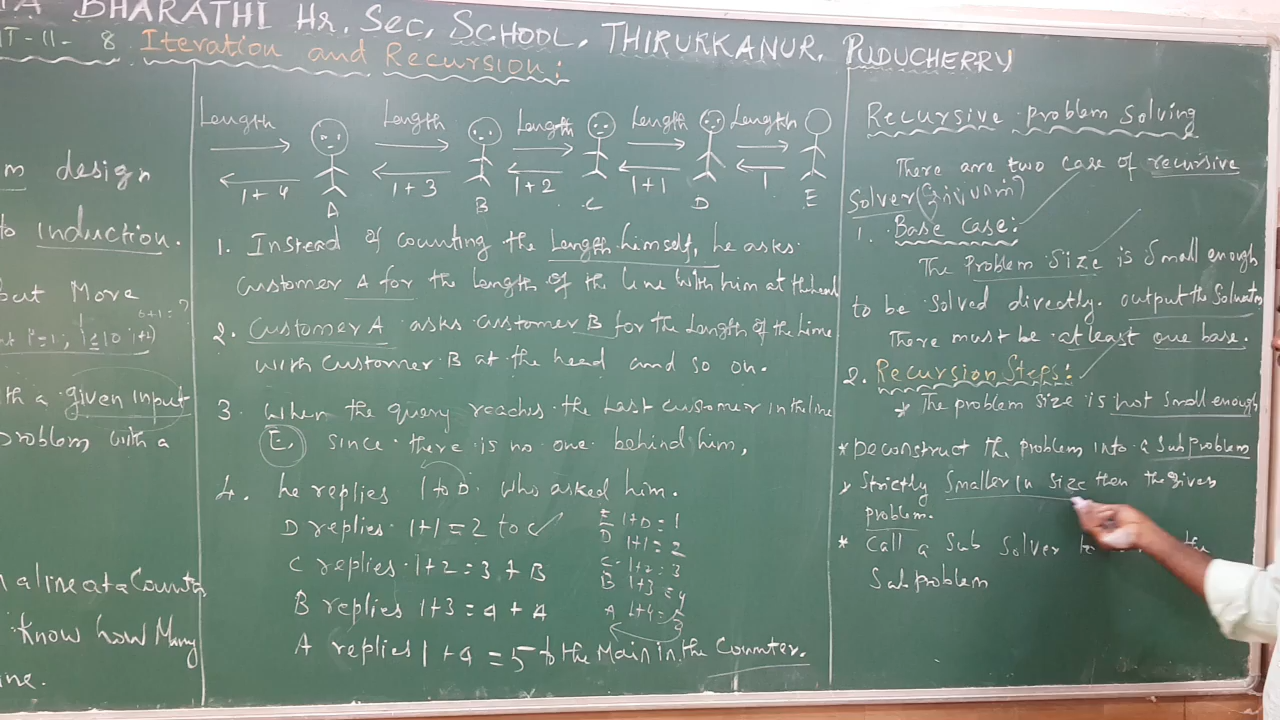 BHARATHI Hr. Sec. SCHOOL, THIRUKKANUR, PUDUCHERRY
II - 8 Iteration and Recursion:
design
to induction.
but More
6+1=?
i=1; i≤10 i+2)
th a given input
problem with a
a line at a Counter
Know how Many
ine.
Length Length Length Length Length
1+4 1+3 1+2 1+1 1
A B C D E
1. Instead of counting the Length himself, he asks
Customer A for the Length of the line with him at the head
2. Customer A asks customer B for the Length of the line
with customer B at the head and so on.
3 When the query reaches the Last customer in the line
E. since there is no one behind him,
4. he replies 1 to D. who asked him.
D replies 1+1=2 to C
C replies 1+2=3 + B
B replies 1+3=4 + A
A replies 1+4=5 to the Main in the Counter.
E 1+0=1
D 1+1=2
C 1+2=3
B 1+3=4
A 1+4=5
Recursive problem Solving
There are two case of recursive
Solver
1. Base case:
The Problem Size is Small enough
to be Solved directly. output the
There must be at least one base.
2. Recursion Steps:
* The problem size is not small enough
* Deconstruct the problem into a Subproblem
* Strictly Smaller in size then the given
problem.
* Call a Sub Solver to the
Subproblem